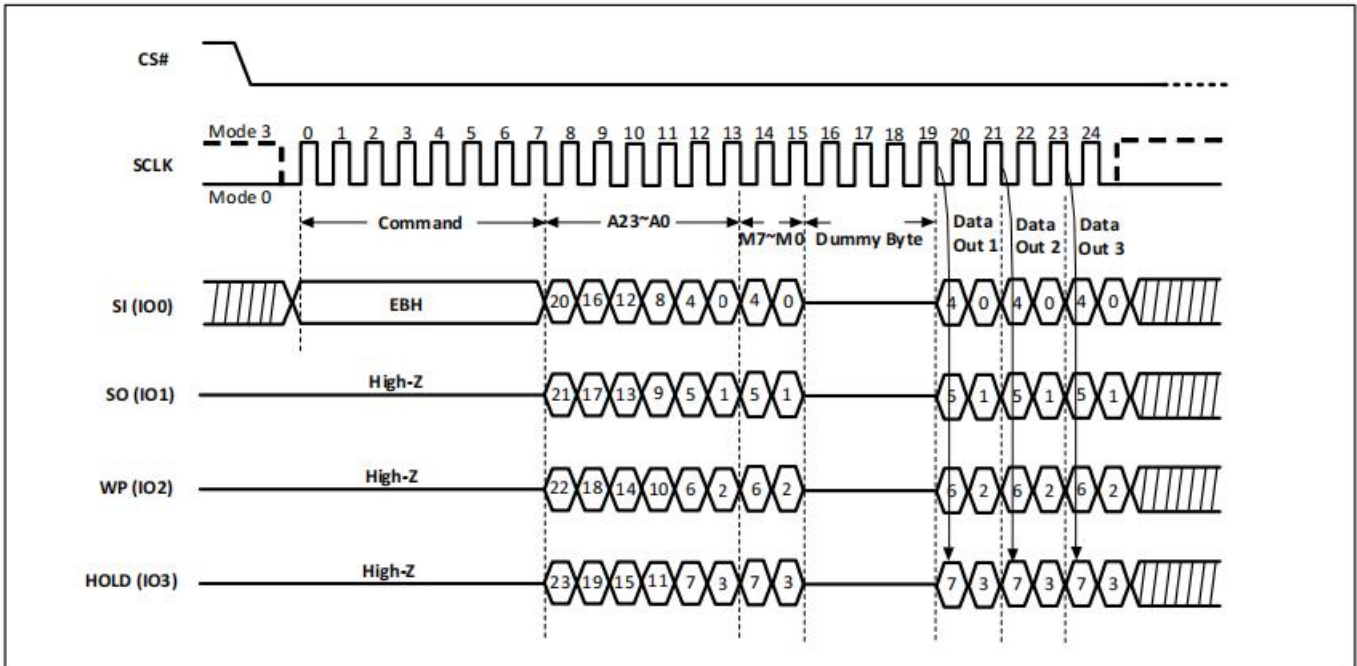 CS#
Mode 3
0 1 2 3 4 5 6 7 8 9 10 11 12 13 14 15 16 17 18 19 20 21 22 23 24
SCLK
Mode 0
Command A23~A0 M7~M0 Dummy Byte Data Out 1 Data Out 2 Data Out 3
SI (IO0) EBH 20 16 12 8 4 0 4 0 4 0 4 0 4 0
SO (IO1) High-Z 21 17 13 9 5 1 5 1 5 1 5 1 5 1
WP (IO2) High-Z 22 18 14 10 6 2 6 2 6 2 6 2 6 2
HOLD (IO3) High-Z 23 19 15 11 7 3 7 3 7 3 7 3 7 3